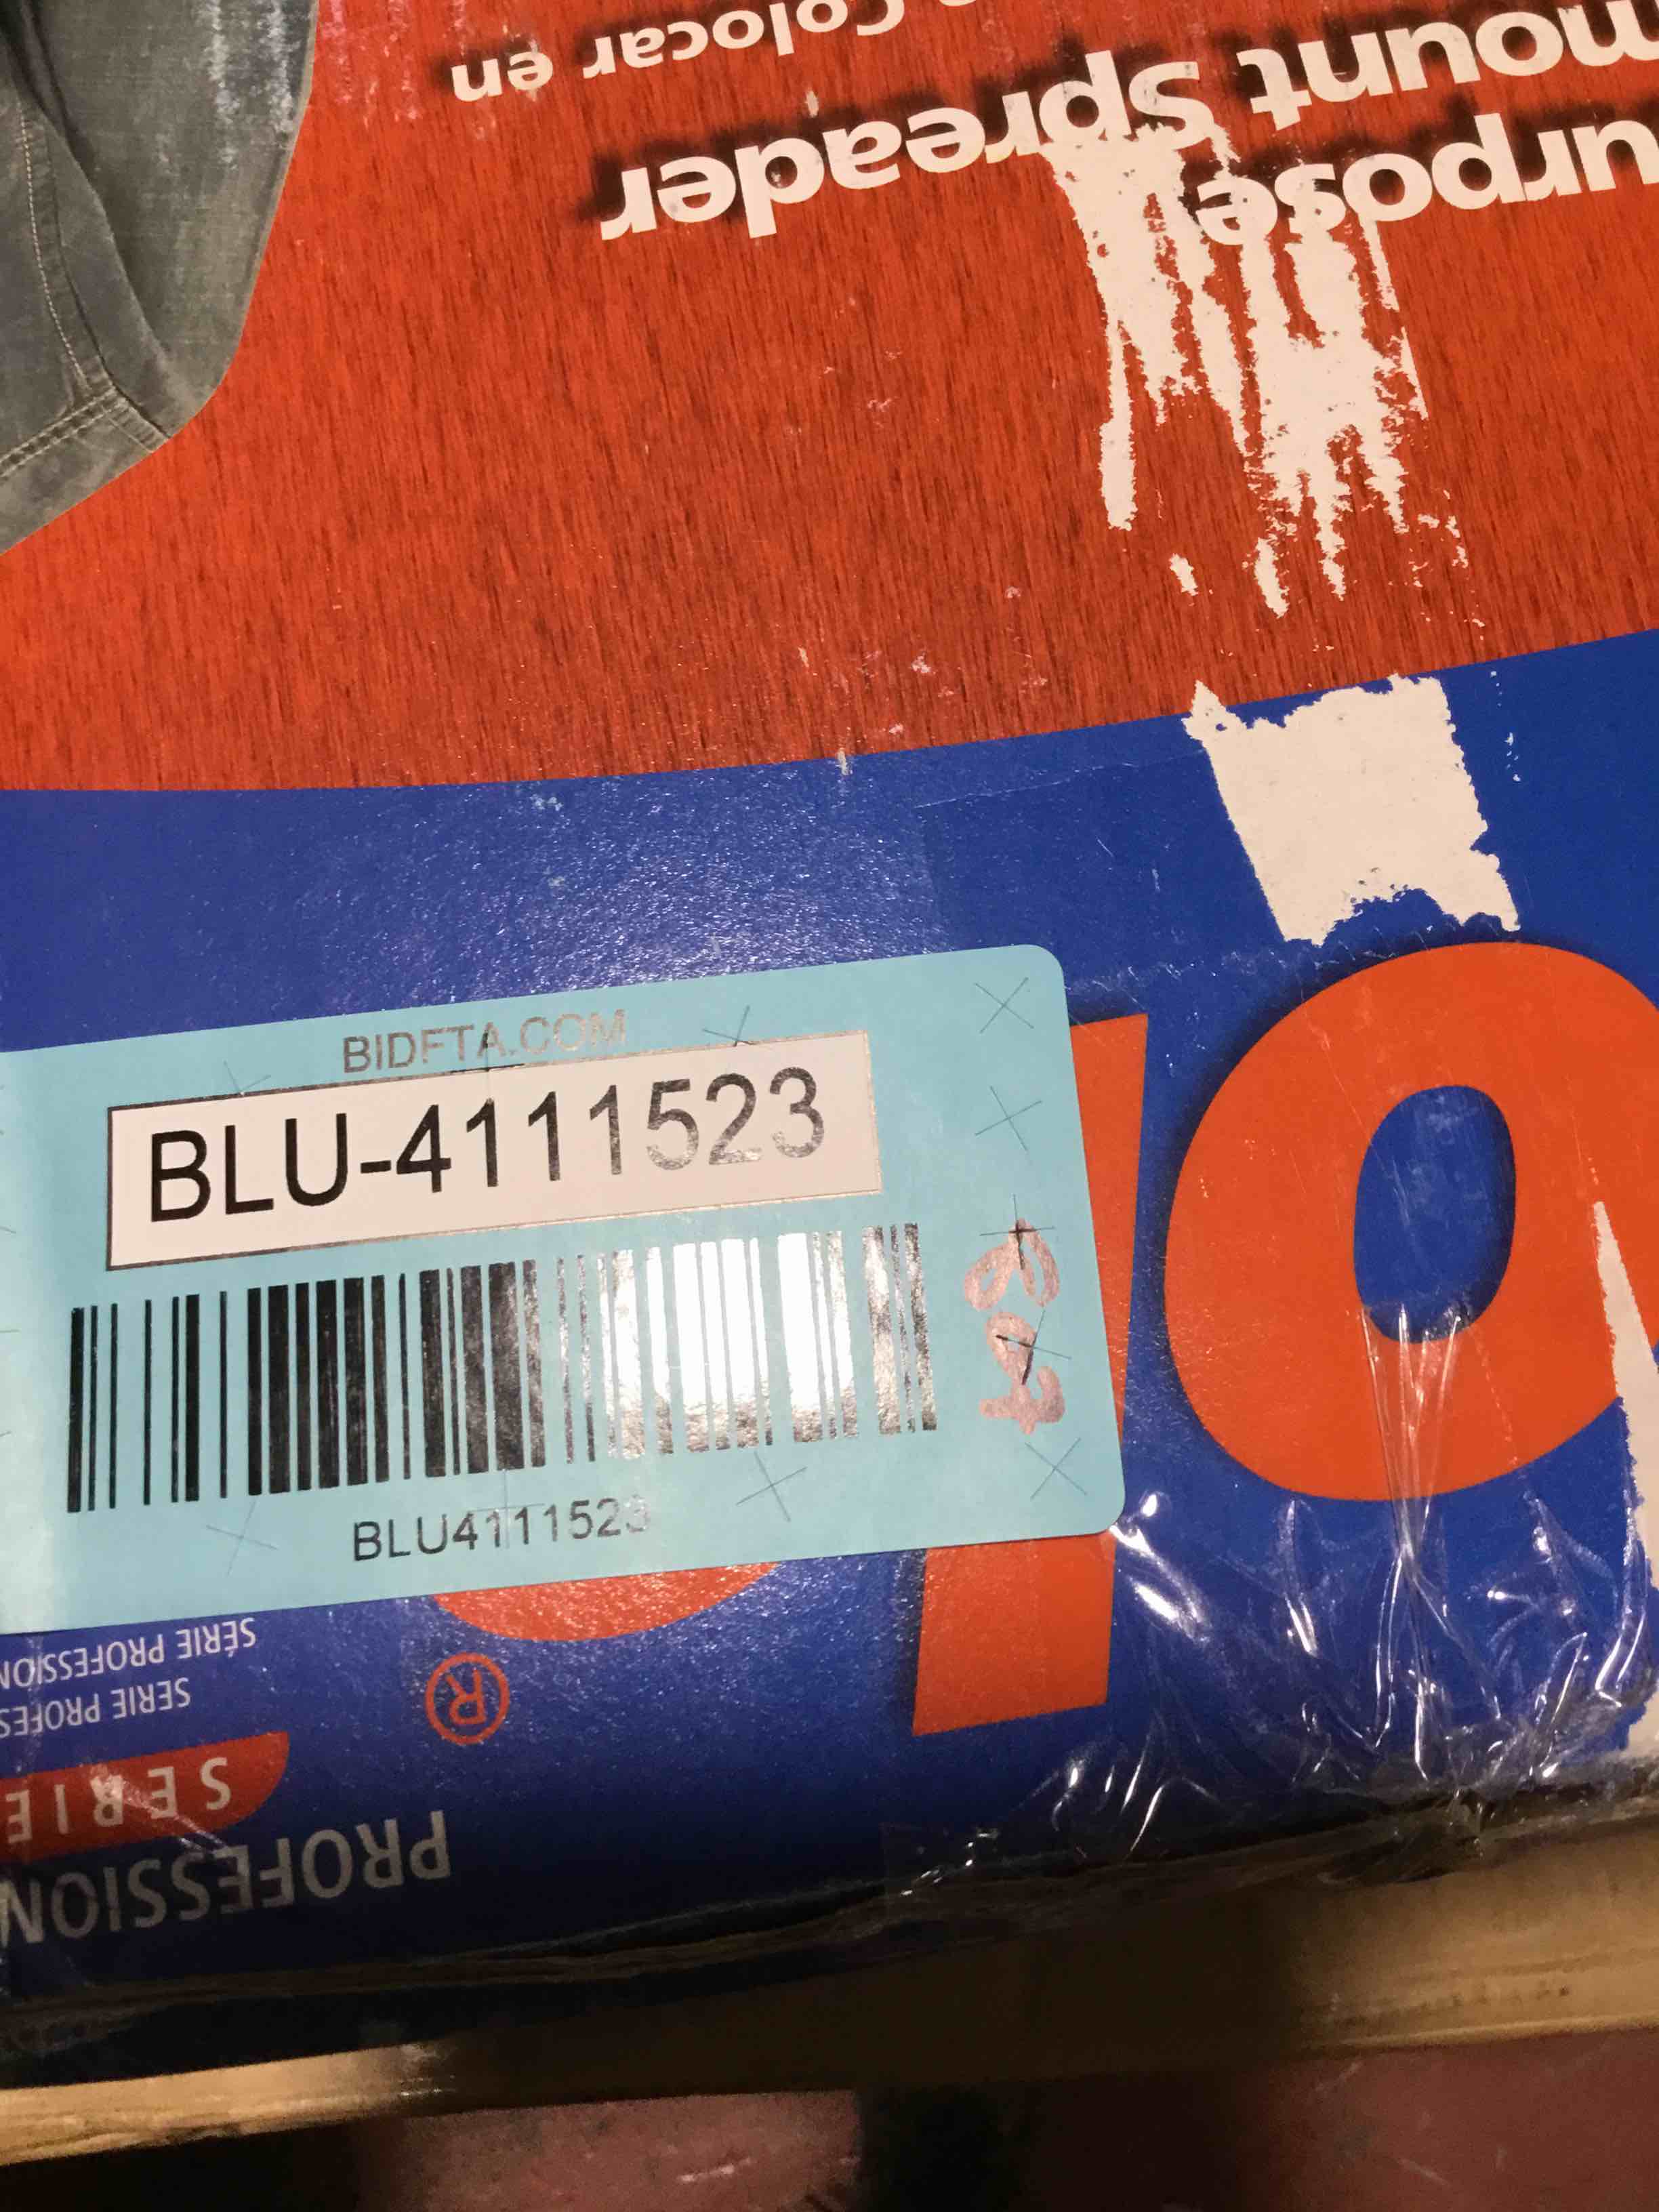 BIDFTA.COM
BLU-4111523
BLU4111523
PROFESSION
SERIE
SERIE PROFES
SÉRIE PROFESSION
®
urpose
mount Spreader
Colocar en